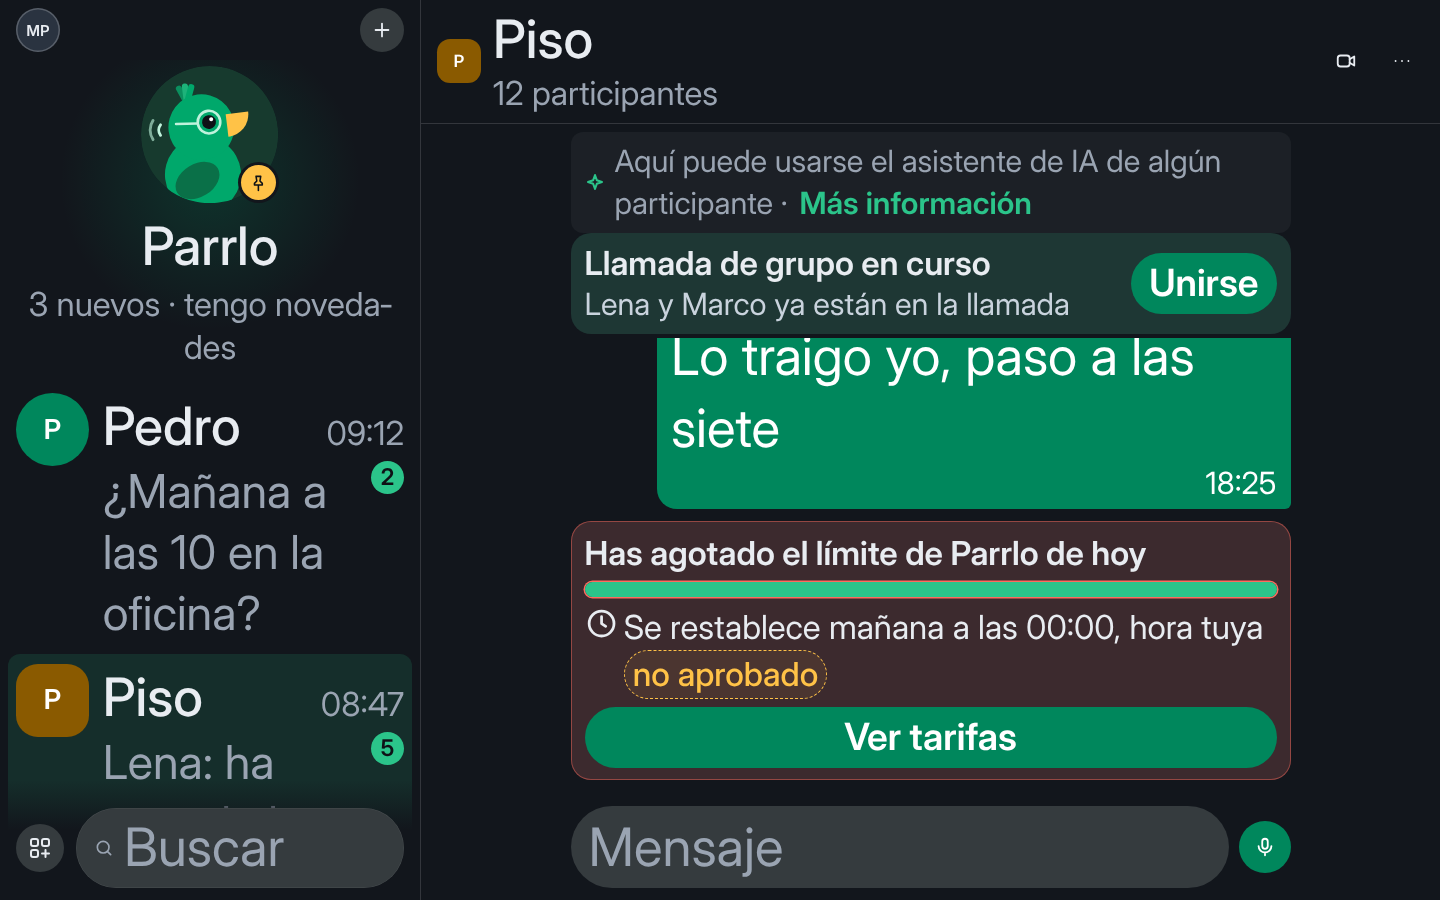 MP
Parrlo
3 nuevos · tengo noveda-
des
P
Pedro
09:12
¿Mañana a
las 10 en la
oficina?
2
P
Piso
08:47
Lena: ha
5
Buscar
P
Piso
12 participantes
Aquí puede usarse el asistente de IA de algún
participante · Más información
Llamada de grupo en curso
Lena y Marco ya están en la llamada
Unirse
Lo traigo yo, paso a las
siete
18:25
Has agotado el límite de Parrlo de hoy
Se restablece mañana a las 00:00, hora tuya
no aprobado
Ver tarifas
Mensaje